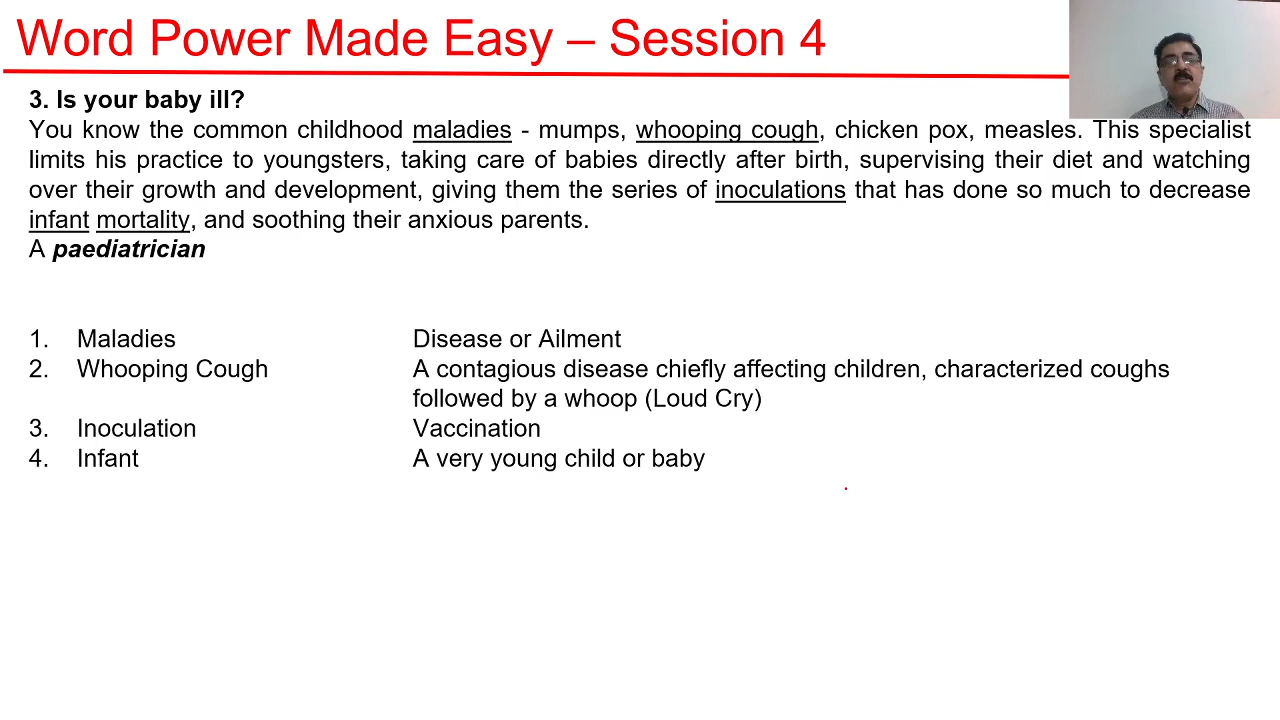 Word Power Made Easy – Session 4
3. Is your baby ill?
You know the common childhood maladies - mumps, whooping cough, chicken pox, measles. This specialist
limits his practice to youngsters, taking care of babies directly after birth, supervising their diet and watching
over their growth and development, giving them the series of inoculations that has done so much to decrease
infant mortality, and soothing their anxious parents.
A paediatrician
1. Maladies Disease or Ailment
2. Whooping Cough A contagious disease chiefly affecting children, characterized coughs
followed by a whoop (Loud Cry)
3. Inoculation Vaccination
4. Infant A very young child or baby